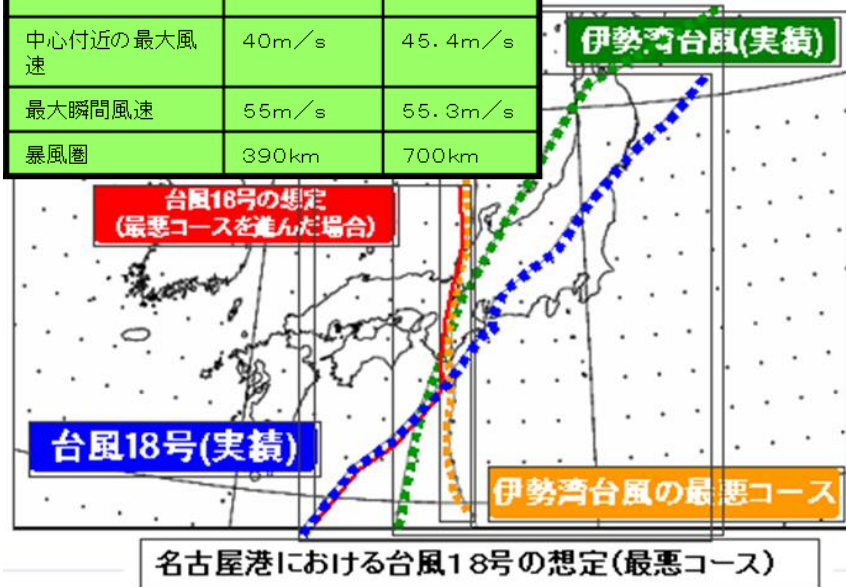 中心付近の最大風
速
40m/s
45.4m/s
最大瞬間風速
55m/s
55.3m/s
暴風圏
390km
700km
伊勢湾台風(実績)
台風18号の想定
(最悪コースを進んだ場合)
台風18号(実績)
伊勢湾台風の最悪コース
名古屋港における台風18号の想定(最悪コース)